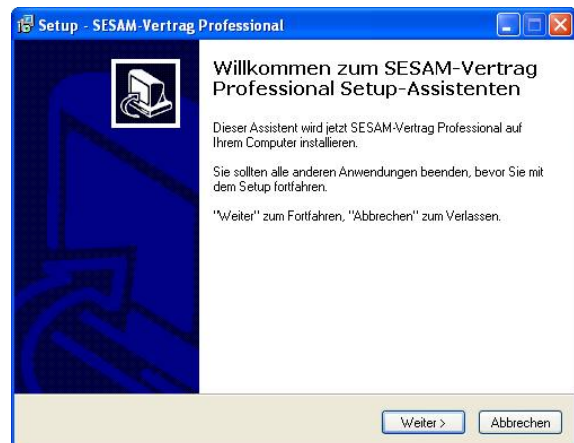 Setup - SESAM-Vertrag Professional
Willkommen zum SESAM-Vertrag
Professional Setup-Assistenten
Dieser Assistent wird jetzt SESAM-Vertrag Professional auf
Ihrem Computer installieren.
Sie sollten alle anderen Anwendungen beenden, bevor Sie mit
dem Setup fortfahren.
"Weiter" zum Fortfahren, "Abbrechen" zum Verlassen.
Weiter > Abbrechen